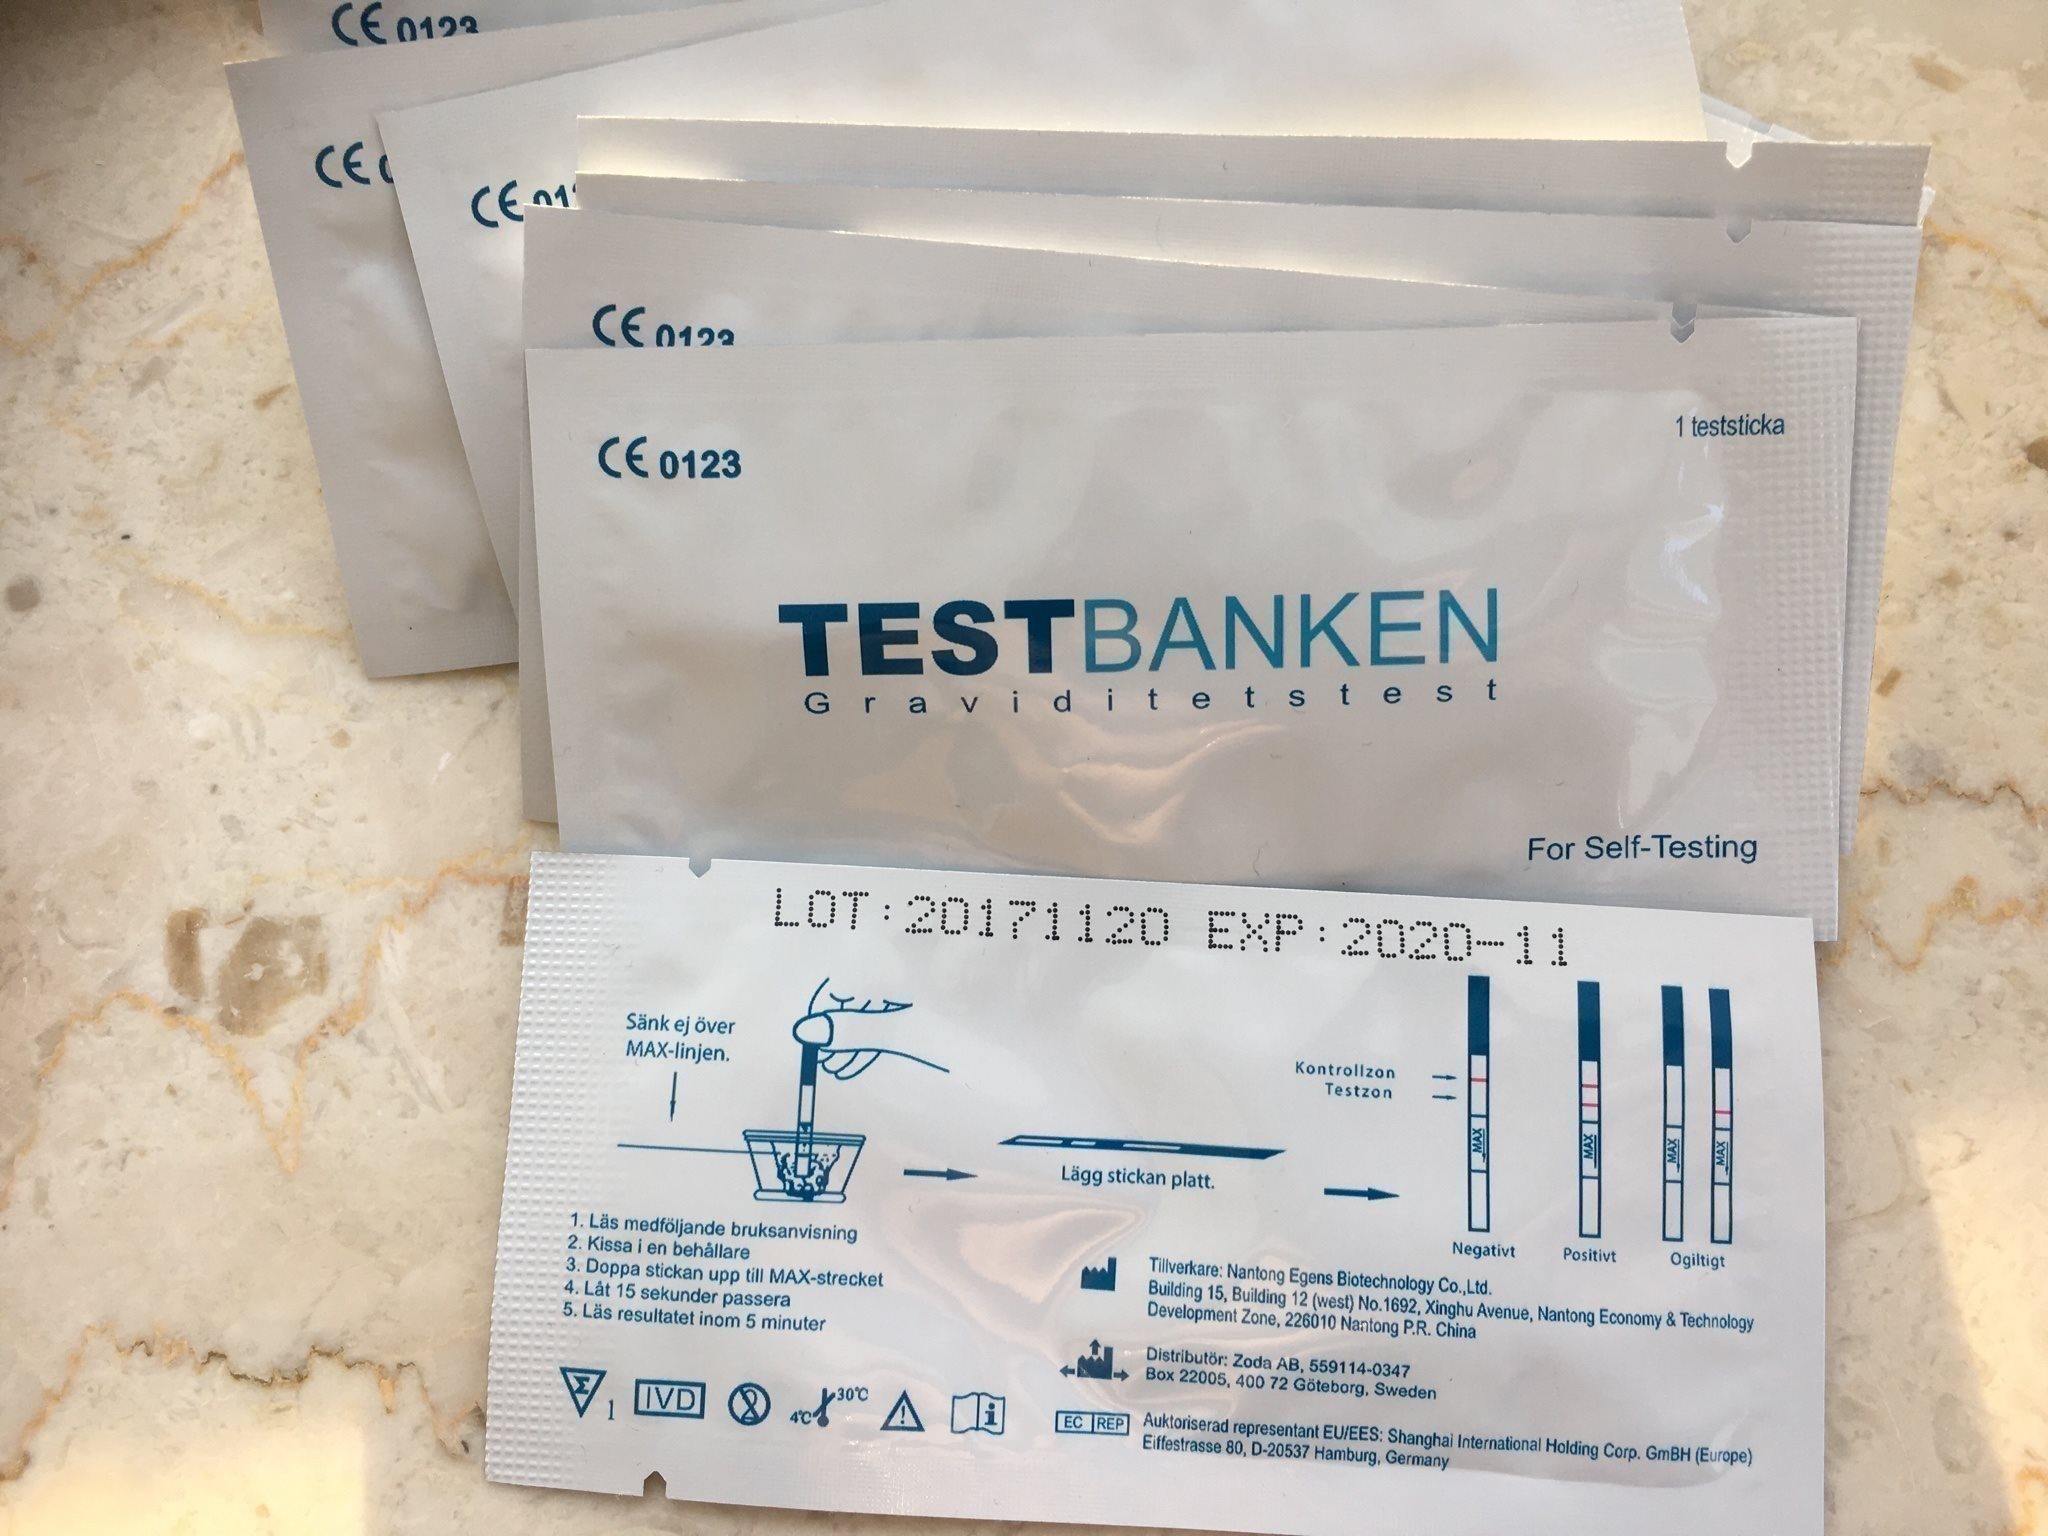 CE 0123
CE
CE
CE 0123
CE 0123
1 teststicka
TESTBANKEN
Graviditetstest
For Self-Testing
LOT:20171120 EXP:2020-11
Sänk ej över
MAX-linjen.
Lägg stickan platt.
Kontrollzon
Testzon
MAX
MAX
MAX
MAX
Negativt
Positivt
Ogiltigt
1. Läs medföljande bruksanvisning
2. Kissa i en behållare
3. Doppa stickan upp till MAX-strecket
4. Låt 15 sekunder passera
5. Läs resultatet inom 5 minuter
Tillverkare: Nantong Egens Biotechnology Co.,Ltd.
Building 15, Building 12 (west) No.1692, Xinghu Avenue, Nantong Economy & Technology
Development Zone, 226010 Nantong P.R. China
Distributör: Zoda AB, 559114-0347
Box 22005, 400 72 Göteborg, Sweden
Σ 1
IVD
2
4°C 30°C
EC REP
Auktoriserad representant EU/EES: Shanghai International Holding Corp. GmBH (Europe)
Eiffestrasse 80, D-20537 Hamburg, Germany